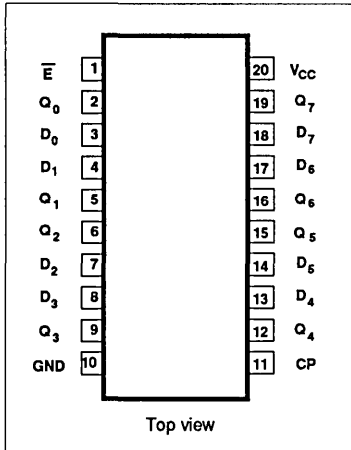 E̅ 1 20 VCC
Q0 2 19 Q7
D0 3 18 D7
D1 4 17 D6
Q1 5 16 Q6
Q2 6 15 Q5
D2 7 14 D5
D3 8 13 D4
Q3 9 12 Q4
GND 10 11 CP
Top view